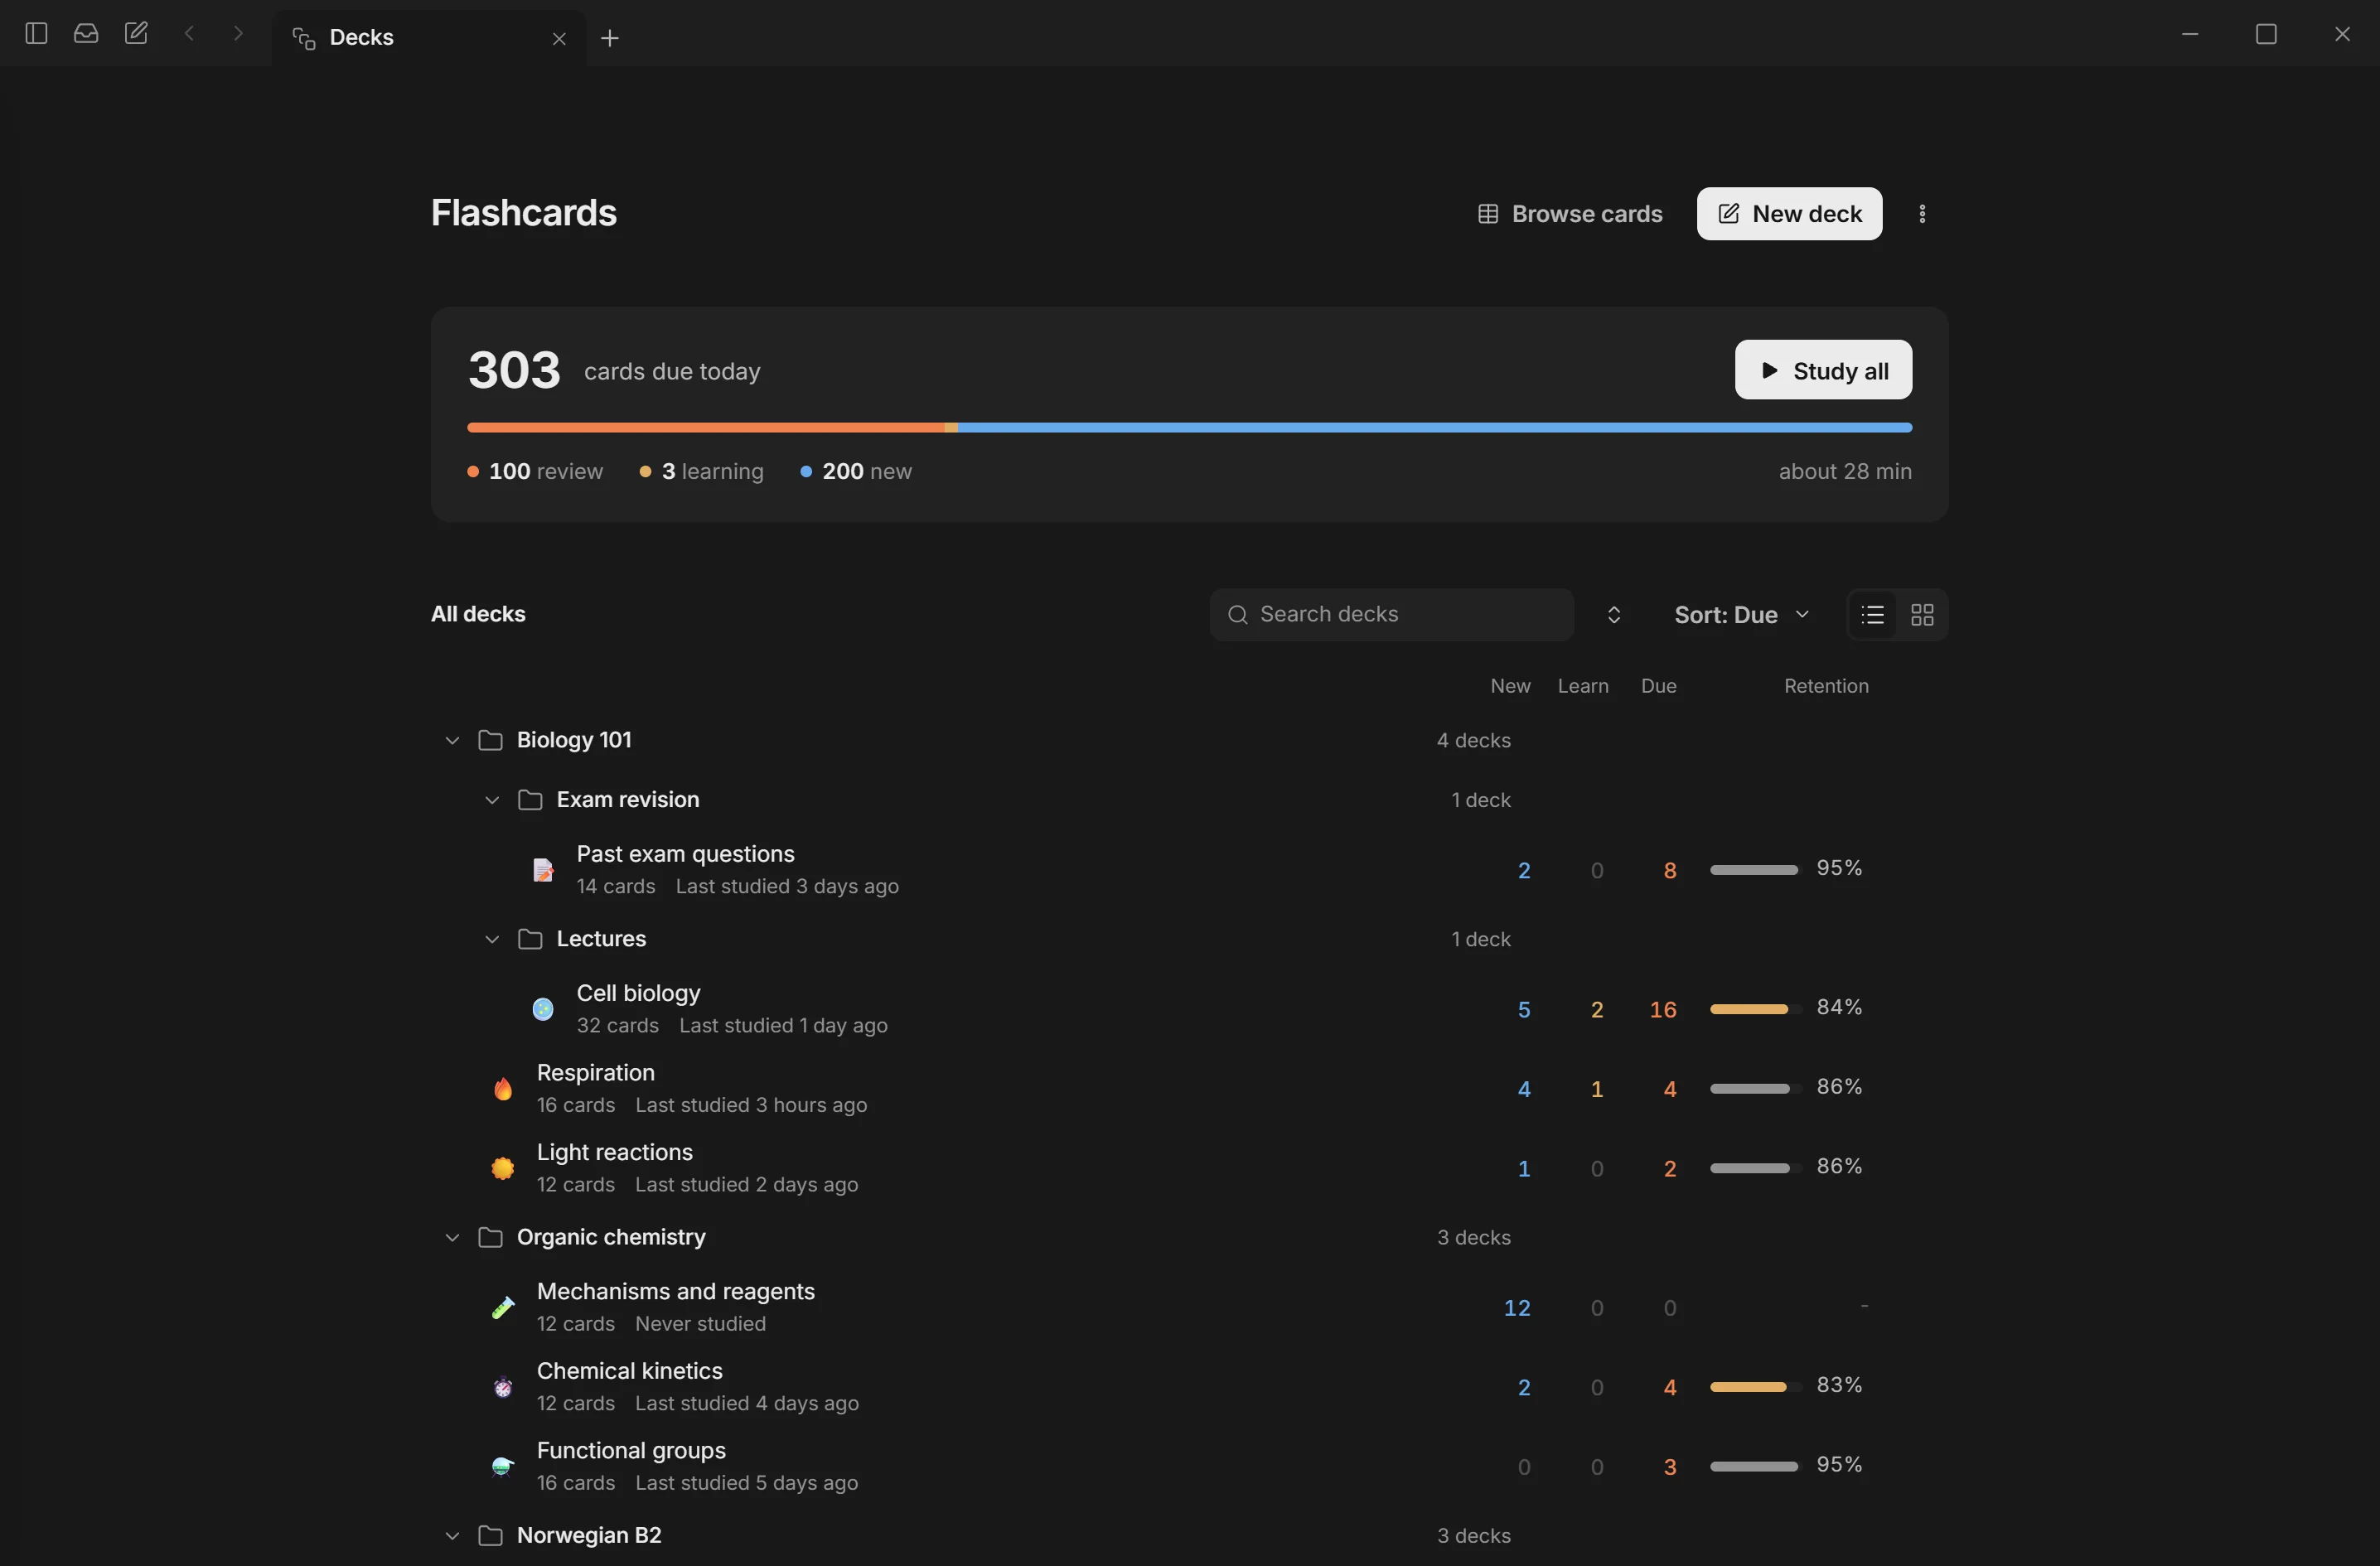 Decks
Flashcards
Browse cards
New deck
303 cards due today
Study all
100 review 3 learning 200 new
about 28 min
All decks
Search decks
Sort: Due
New Learn Due Retention
Biology 101 4 decks
Exam revision 1 deck
Past exam questions
14 cards Last studied 3 days ago
2 0 8 95%
Lectures 1 deck
Cell biology
32 cards Last studied 1 day ago
5 2 16 84%
Respiration
16 cards Last studied 3 hours ago
4 1 4 86%
Light reactions
12 cards Last studied 2 days ago
1 0 2 86%
Organic chemistry 3 decks
Mechanisms and reagents
12 cards Never studied
12 0 0 -
Chemical kinetics
12 cards Last studied 4 days ago
2 0 4 83%
Functional groups
16 cards Last studied 5 days ago
0 0 3 95%
Norwegian B2 3 decks